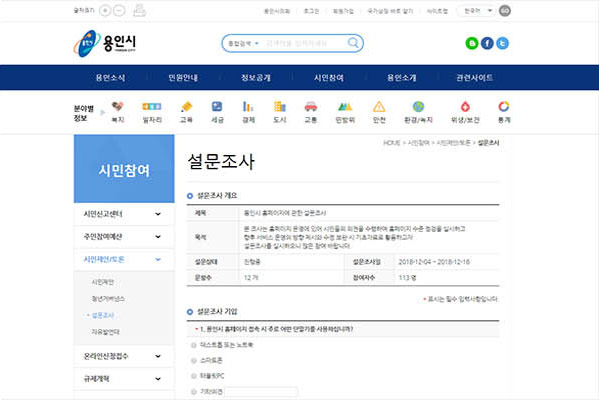 글자크기
용인시의회 로그인 회원가입 국가상징 바로 알기 사이트맵 한국어 GO
용인시
YONGIN CITY
통합검색 검색어를 입력하세요
용인소식 민원안내 정보공개 시민참여 용인소개 관련사이트
분야별
정보
복지 일자리 교육 세금 경제 도시 교통 민방위 안전 환경/녹지 위생/보건 통계
HOME > 시민참여 > 시민제안/토론 > 설문조사
시민참여
설문조사
시민신고센터
주민참여예산
시민제안/토론
시민제안
청년거버넌스
설문조사
자유발언대
온라인신청접수
규제개혁
설문조사 개요
제목 용인시 홈페이지에 관한 설문조사
목적 본 조사는 홈페이지 운영에 있어 시민들의 의견을 수렴하여 홈페이지 수준 점검을 실시하고
향후 서비스 운영의 방향 제시와 수정 보완 시 기초자료로 활용하고자
설문조사를 실시하오니 많은 참여 바랍니다.
설문상태 진행중 설문조사일 2018-12-04 ~ 2018-12-18
문항수 12 개 참여자수 113 명
* 표시는 필수 입력사항입니다.
설문조사 기입
* 1. 용인시 홈페이지 접속 시 주로 어떤 단말기를 사용하십니까?
데스크톱 또는 노트북
스마트폰
태블릿PC
기타의견